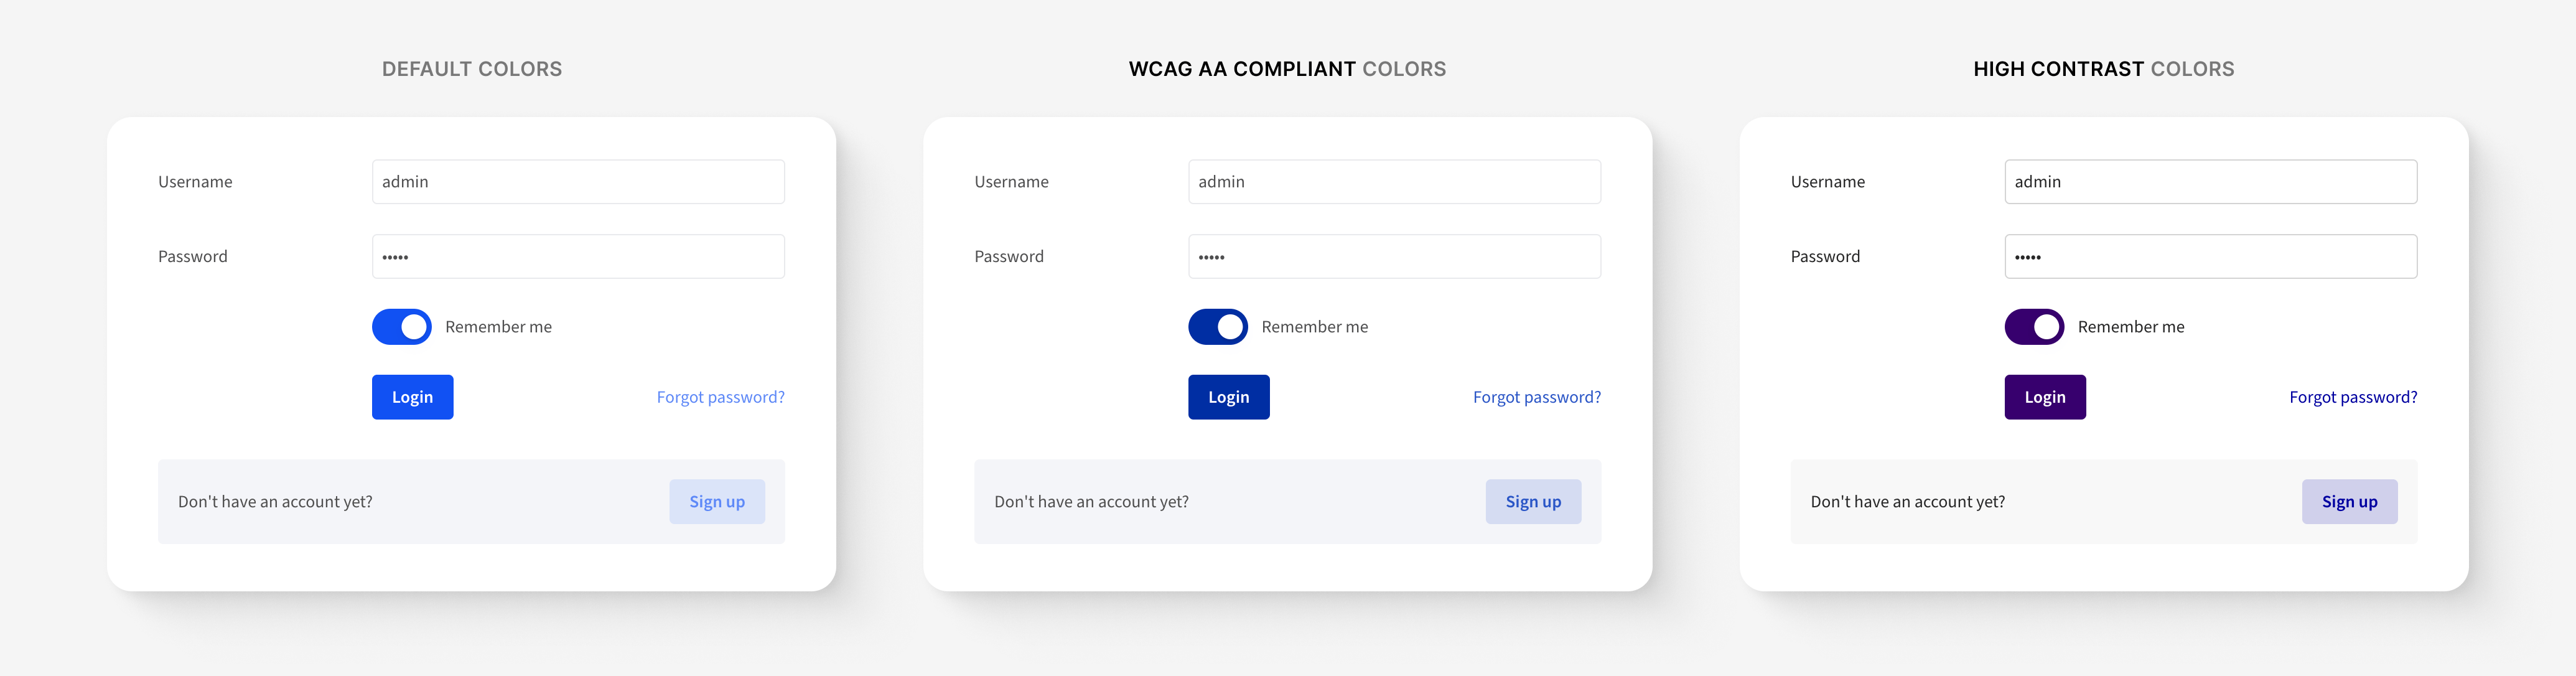 DEFAULT COLORS
Username
admin
Password
•••••
Remember me
Login
Forgot password?
Don't have an account yet?
Sign up
WCAG AA COMPLIANT COLORS
Username
admin
Password
•••••
Remember me
Login
Forgot password?
Don't have an account yet?
Sign up
HIGH CONTRAST COLORS
Username
admin
Password
•••••
Remember me
Login
Forgot password?
Don't have an account yet?
Sign up